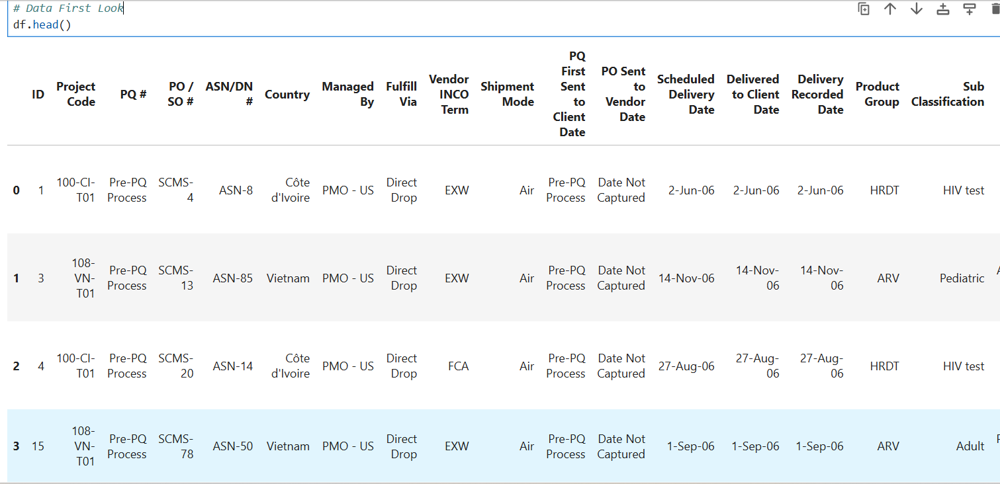 # Data First Look
df.head()
ID Project Code PQ # PO / SO # ASN/DN # Country Managed By Fulfill Via Vendor INCO Term Shipment Mode PQ First Sent to Client Date PO Sent to Vendor Date Scheduled Delivery Date Delivered to Client Date Delivery Recorded Date Product Group Sub Classification
0 1 100-CI-T01 Pre-PQ Process SCMS-4 ASN-8 Côte d'Ivoire PMO - US Direct Drop EXW Air Pre-PQ Process Date Not Captured 2-Jun-06 2-Jun-06 2-Jun-06 HRDT HIV test
1 3 108-VN-T01 Pre-PQ Process SCMS-13 ASN-85 Vietnam PMO - US Direct Drop EXW Air Pre-PQ Process Date Not Captured 14-Nov-06 14-Nov-06 14-Nov-06 ARV Pediatric
2 4 100-CI-T01 Pre-PQ Process SCMS-20 ASN-14 Côte d'Ivoire PMO - US Direct Drop FCA Air Pre-PQ Process Date Not Captured 27-Aug-06 27-Aug-06 27-Aug-06 HRDT HIV test
3 15 108-VN-T01 Pre-PQ Process SCMS-78 ASN-50 Vietnam PMO - US Direct Drop EXW Air Pre-PQ Process Date Not Captured 1-Sep-06 1-Sep-06 1-Sep-06 ARV Adult